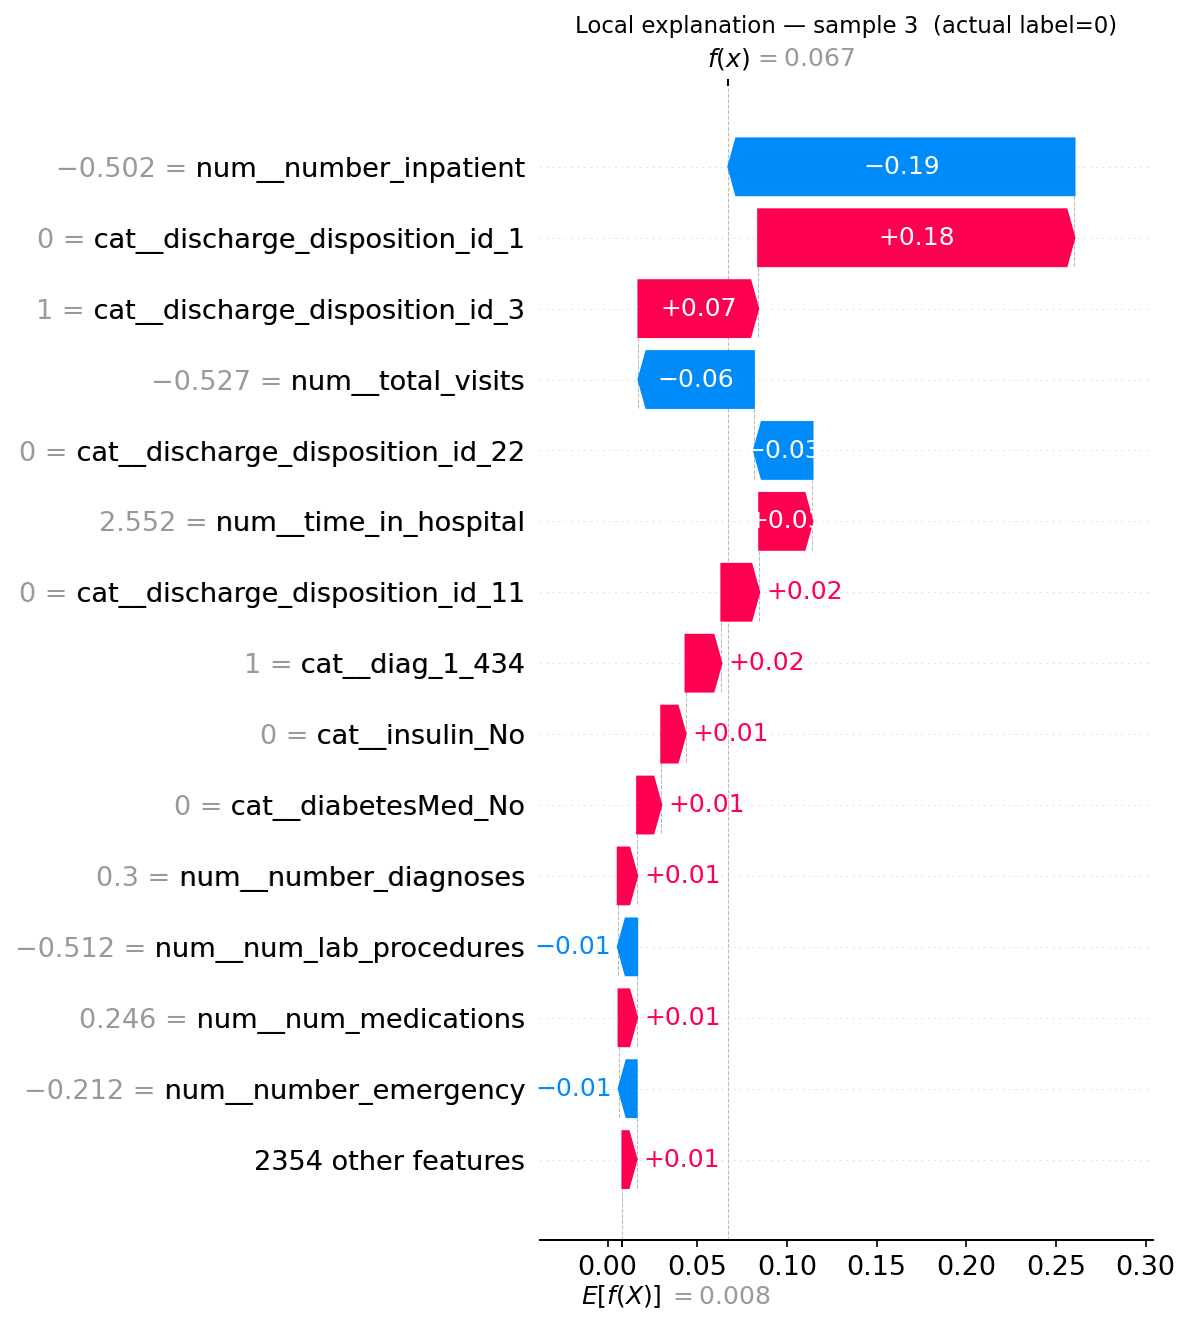 Local explanation — sample 3  (actual label=0)
f(x) = 0.067
−0.502 = num__number_inpatient −0.19
0 = cat__discharge_disposition_id_1 +0.18
1 = cat__discharge_disposition_id_3 +0.07
−0.527 = num__total_visits −0.06
0 = cat__discharge_disposition_id_22 −0.03
2.552 = num__time_in_hospital +0.03
0 = cat__discharge_disposition_id_11 +0.02
1 = cat__diag_1_434 +0.02
0 = cat__insulin_No +0.01
0 = cat__diabetesMed_No +0.01
0.3 = num__number_diagnoses +0.01
−0.512 = num__num_lab_procedures −0.01
0.246 = num__num_medications +0.01
−0.212 = num__number_emergency −0.01
2354 other features +0.01
0.00 0.05 0.10 0.15 0.20 0.25 0.30
E[f(X)] = 0.008